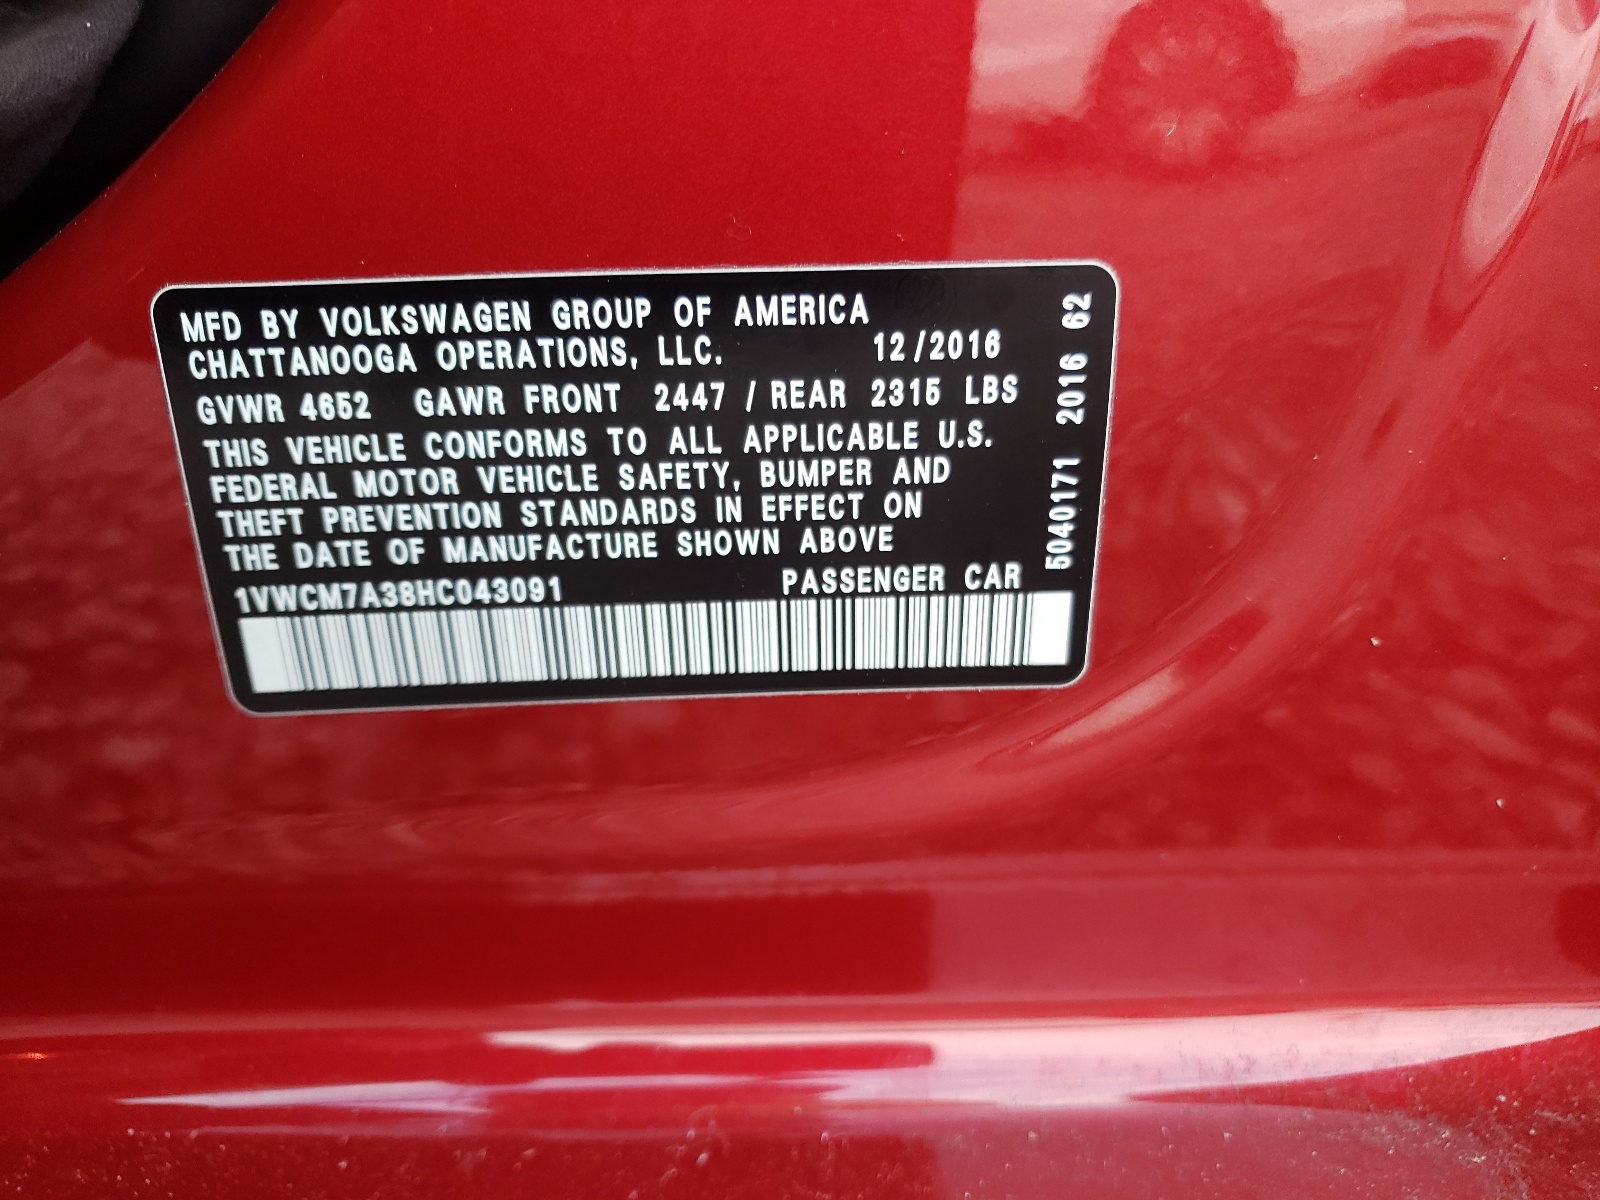 MFD BY VOLKSWAGEN GROUP OF AMERICA
CHATTANOOGA OPERATIONS, LLC. 12/2016
GVWR 4652 GAWR FRONT 2447 / REAR 2315 LBS
THIS VEHICLE CONFORMS TO ALL APPLICABLE U.S.
FEDERAL MOTOR VEHICLE SAFETY, BUMPER AND
THEFT PREVENTION STANDARDS IN EFFECT ON
THE DATE OF MANUFACTURE SHOWN ABOVE
1VWCM7A38HC043091 PASSENGER CAR
5040171 2016 62